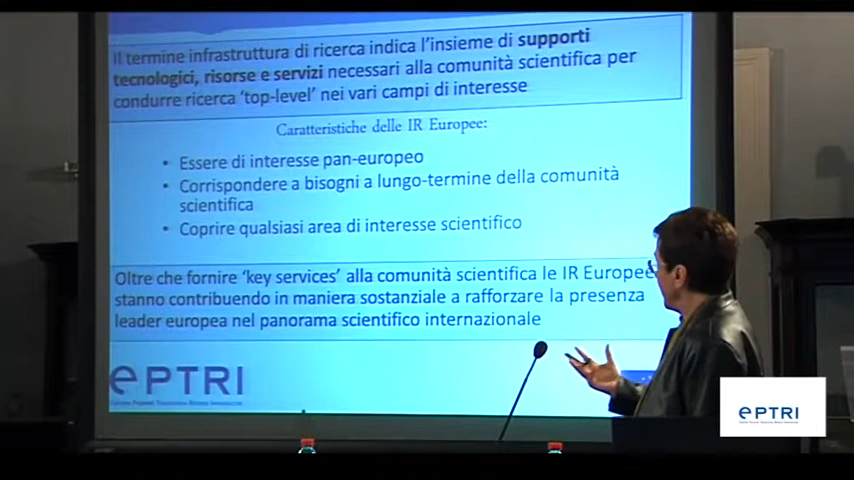 Il termine infrastruttura di ricerca indica l'insieme di supporti
tecnologici, risorse e servizi necessari alla comunità scientifica per
condurre ricerca 'top-level' nei vari campi di interesse
Caratteristiche delle IR Europee:
• Essere di interesse pan-europeo
• Corrispondere a bisogni a lungo-termine della comunità
scientifica
• Coprire qualsiasi area di interesse scientifico
Oltre che fornire 'key services' alla comunità scientifica le IR Europee
stanno contribuendo in maniera sostanziale a rafforzare la presenza
leader europea nel panorama scientifico internazionale
ePTRI
ePTRI